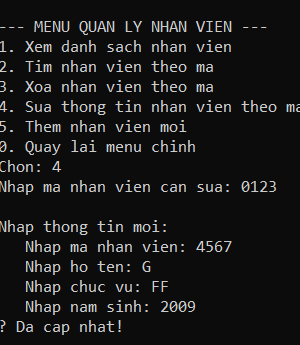 --- MENU QUAN LY NHAN VIEN ---
1. Xem danh sach nhan vien
2. Tim nhan vien theo ma
3. Xoa nhan vien theo ma
4. Sua thong tin nhan vien theo ma
5. Them nhan vien moi
0. Quay lai menu chinh
Chon: 4
Nhap ma nhan vien can sua: 0123
Nhap thong tin moi:
Nhap ma nhan vien: 4567
Nhap ho ten: G
Nhap chuc vu: FF
Nhap nam sinh: 2009
? Da cap nhat!